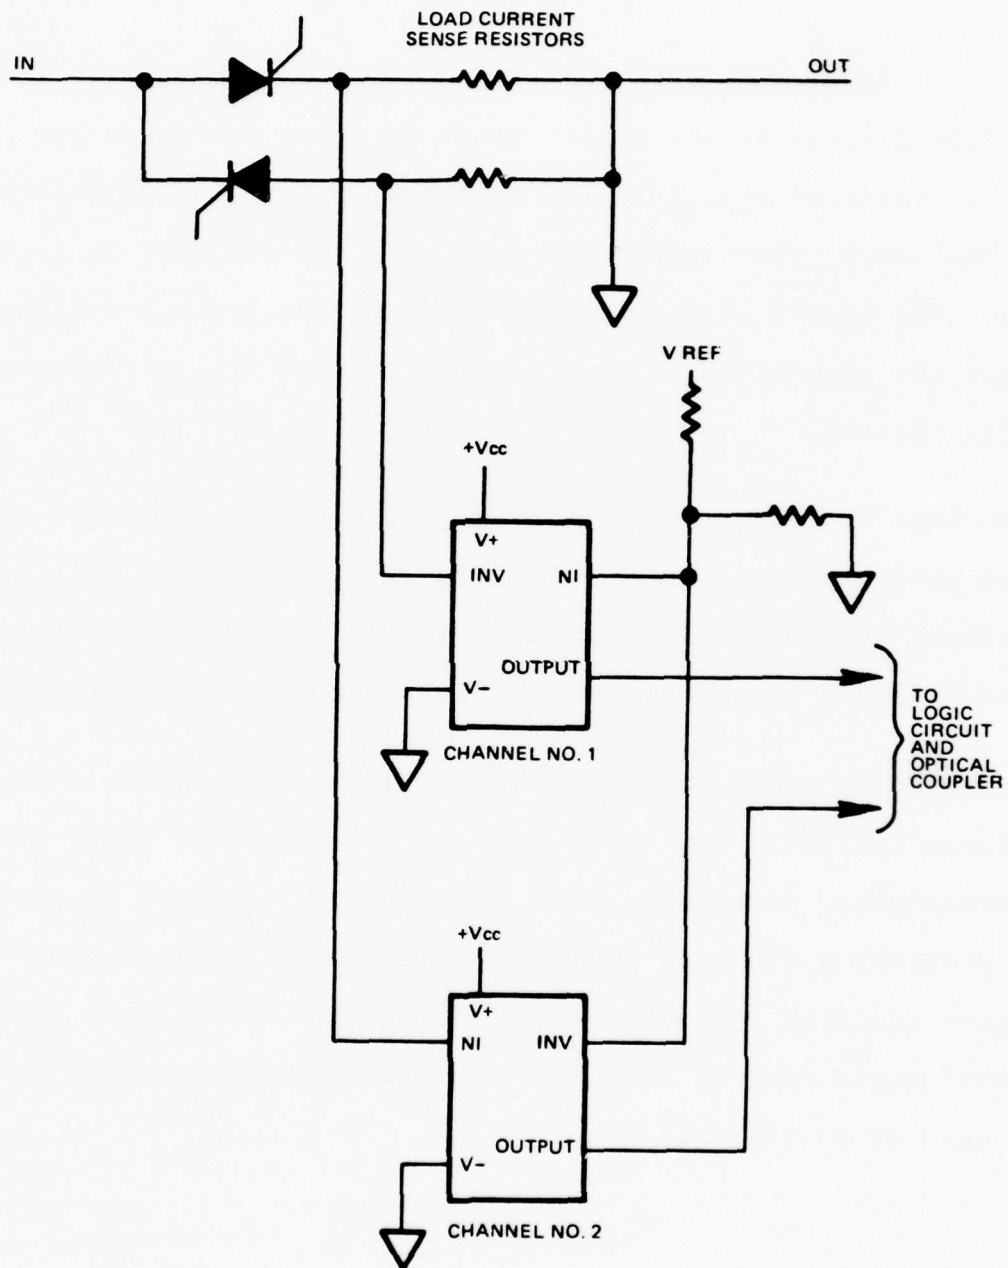 LOAD CURRENT
SENSE RESISTORS
IN
OUT
V REF
+Vcc
V+
INV
NI
OUTPUT
V-
CHANNEL NO. 1
TO
LOGIC
CIRCUIT
AND
OPTICAL
COUPLER
+Vcc
V+
NI
INV
OUTPUT
V-
CHANNEL NO. 2